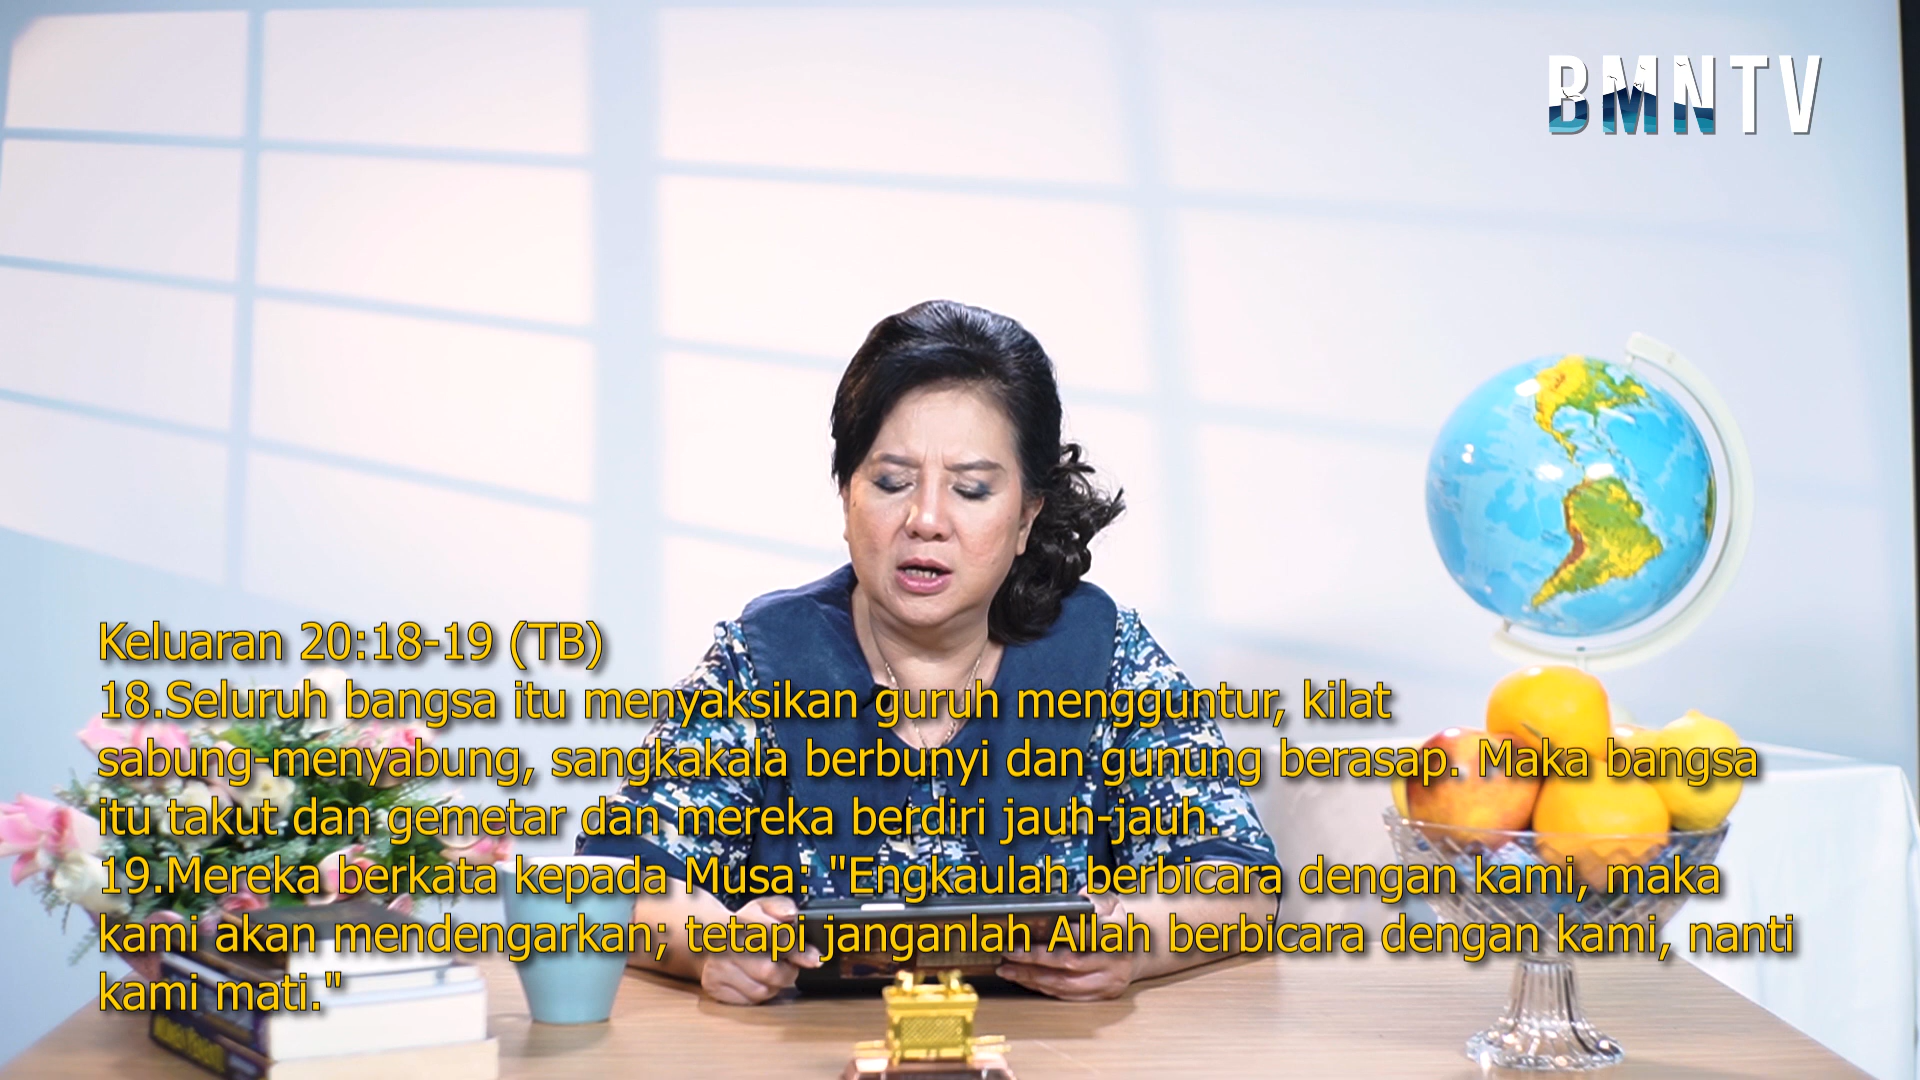 BMNTV
Keluaran 20:18-19 (TB)
18.Seluruh bangsa itu menyaksikan guruh mengguntur, kilat
sabung-menyabung, sangkakala berbunyi dan gunung berasap. Maka bangsa
itu takut dan gemetar dan mereka berdiri jauh-jauh.
19.Mereka berkata kepada Musa: "Engkaulah berbicara dengan kami, maka
kami akan mendengarkan; tetapi janganlah Allah berbicara dengan kami, nanti
kami mati."